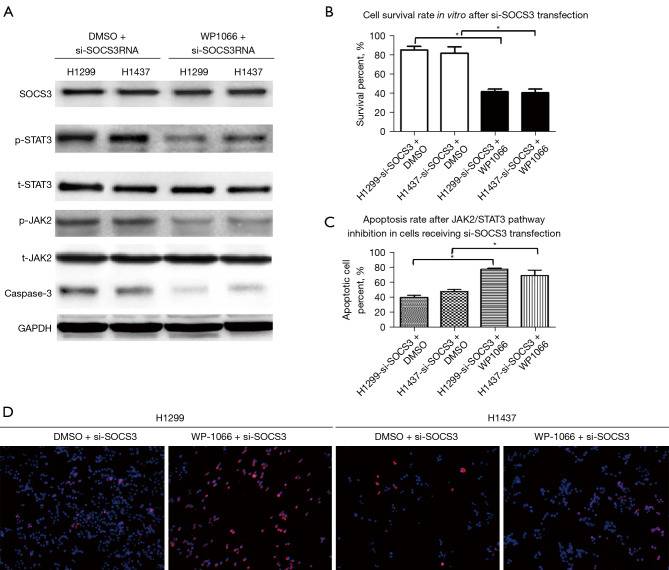 A
DMSO +
si-SOCS3RNA
WP1066 +
si-SOCS3RNA
H1299
H1437
H1299
H1437
SOCS3
p-STAT3
t-STAT3
p-JAK2
t-JAK2
Caspase-3
GAPDH
B
Cell survival rate in vitro after si-SOCS3 transfection
*
*
Survival percent, %
100
80
60
40
20
0
H1299-si-SOCS3 +
DMSO
H1437-si-SOCS3 +
DMSO
H1299-si-SOCS3 +
WP1066
H1437-si-SOCS3 +
WP1066
C
Apoptosis rate after JAK2/STAT3 pathway
inhibition in cells receiving si-SOCS3 transfection
*
*
Apoptotic cell
percent, %
100
80
60
40
20
0
H1299-si-SOCS3 +
DMSO
H1437-si-SOCS3 +
DMSO
H1299-si-SOCS3 +
WP1066
H1437-si-SOCS3 +
WP1066
D
H1299
H1437
DMSO + si-SOCS3
WP-1066 + si-SOCS3
DMSO + si-SOCS3
WP-1066 + si-SOCS3